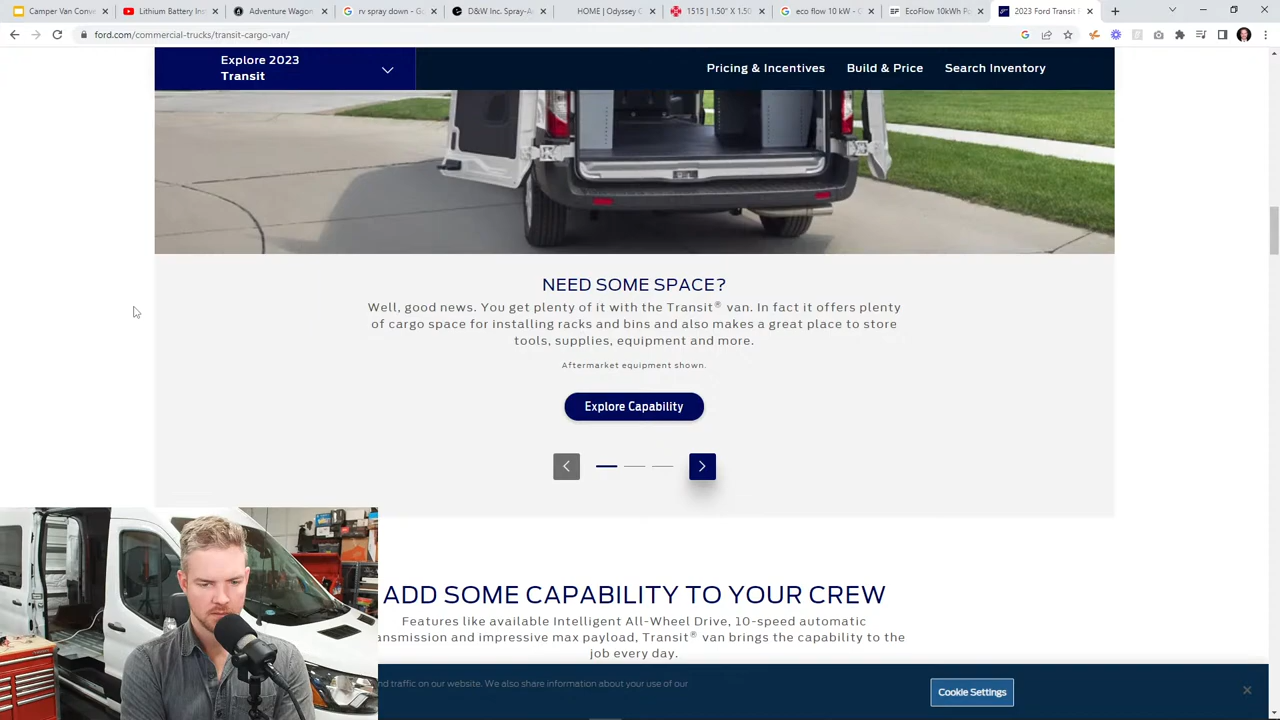 Camper Van Conve
Lithium Battery Pa
Adventure Wagon
rv spray down - Go
D&W Inc. Spray-A
HOME | Odyssey C
1515 | 1.50" X 1.50
eco flow 10 kW - G
EcoFlow 10kWh Po
2023 Ford Transit
ford.com/commercial-trucks/transit-cargo-van/
Explore 2023
Transit
Pricing & Incentives
Build & Price
Search Inventory
NEED SOME SPACE?
Well, good news. You get plenty of it with the Transit® van. In fact it offers plenty
of cargo space for installing racks and bins and also makes a great place to store
tools, supplies, equipment and more.
Aftermarket equipment shown.
Explore Capability
ADD SOME CAPABILITY TO YOUR CREW
Features like available Intelligent All-Wheel Drive, 10-speed automatic
ansmission and impressive max payload, Transit® van brings the capability to the
job every day.
nd traffic on our website. We also share information about your use of our
Cookie Settings